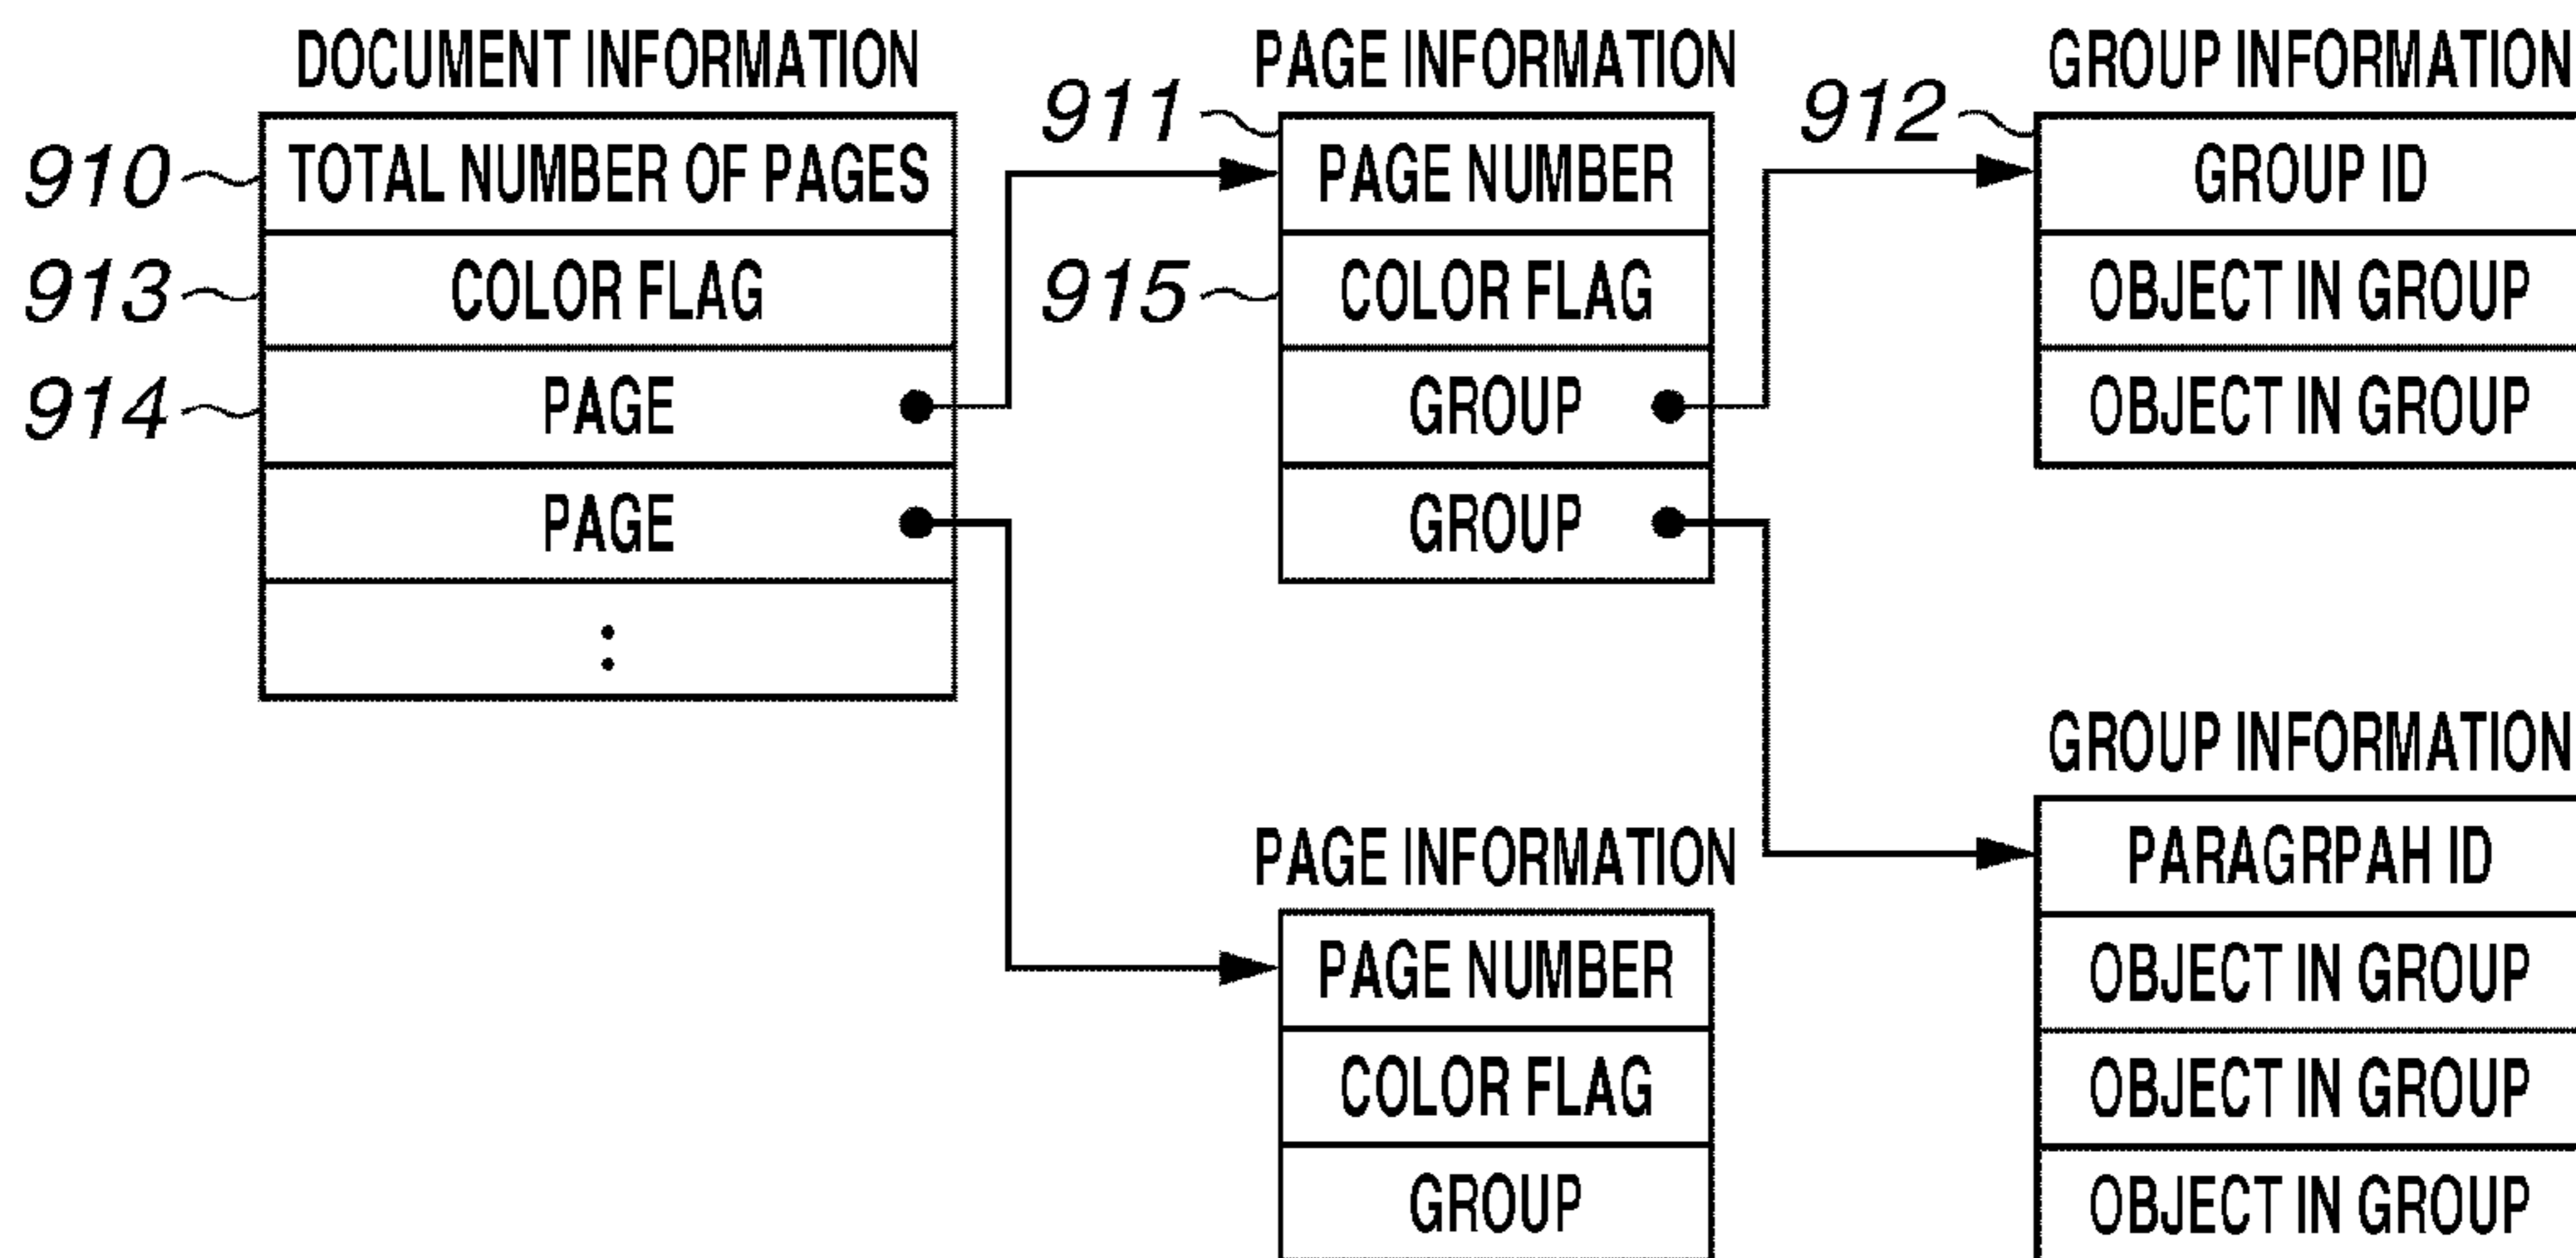 DOCUMENT INFORMATION
910
TOTAL NUMBER OF PAGES
913
COLOR FLAG
914
PAGE
PAGE
:
PAGE INFORMATION
911
PAGE NUMBER
915
COLOR FLAG
GROUP
GROUP
GROUP INFORMATION
912
GROUP ID
OBJECT IN GROUP
OBJECT IN GROUP
PAGE INFORMATION
PAGE NUMBER
COLOR FLAG
GROUP
GROUP INFORMATION
PARAGRPAH ID
OBJECT IN GROUP
OBJECT IN GROUP
OBJECT IN GROUP